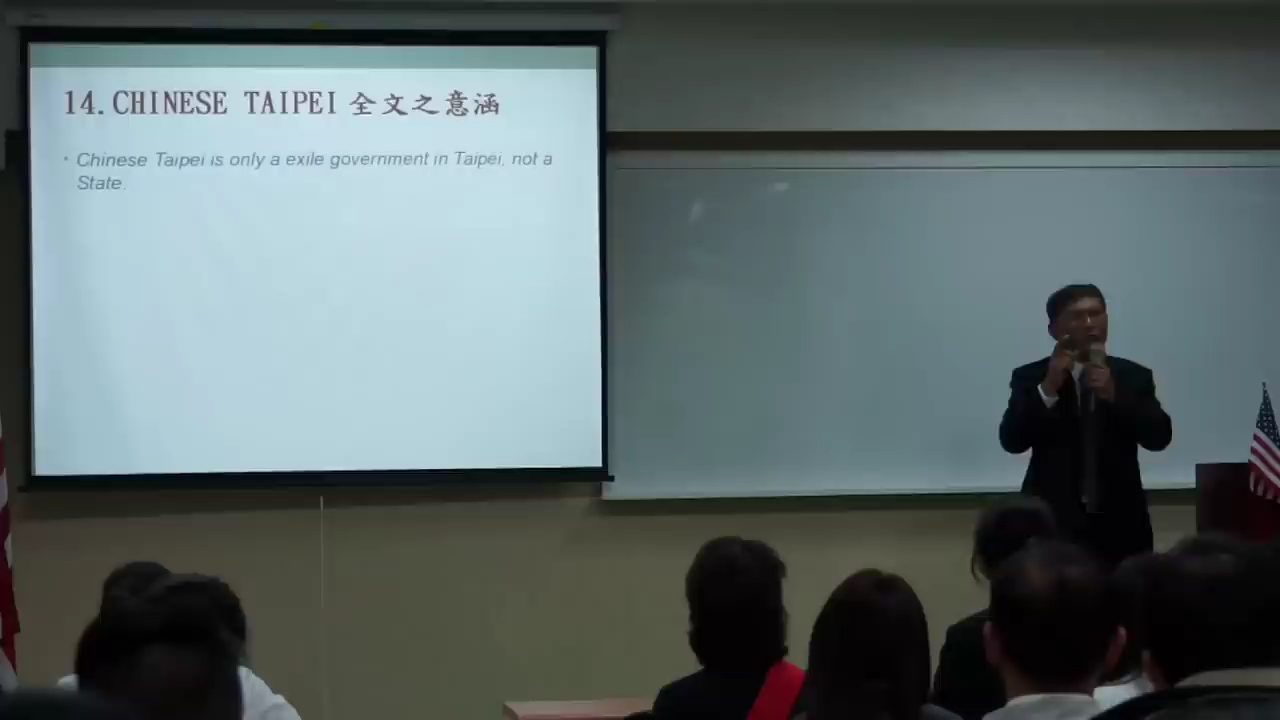 14. CHINESE TAIPEI 全文之意涵
• Chinese Taipei is only a exile government in Taipei, not a
State.